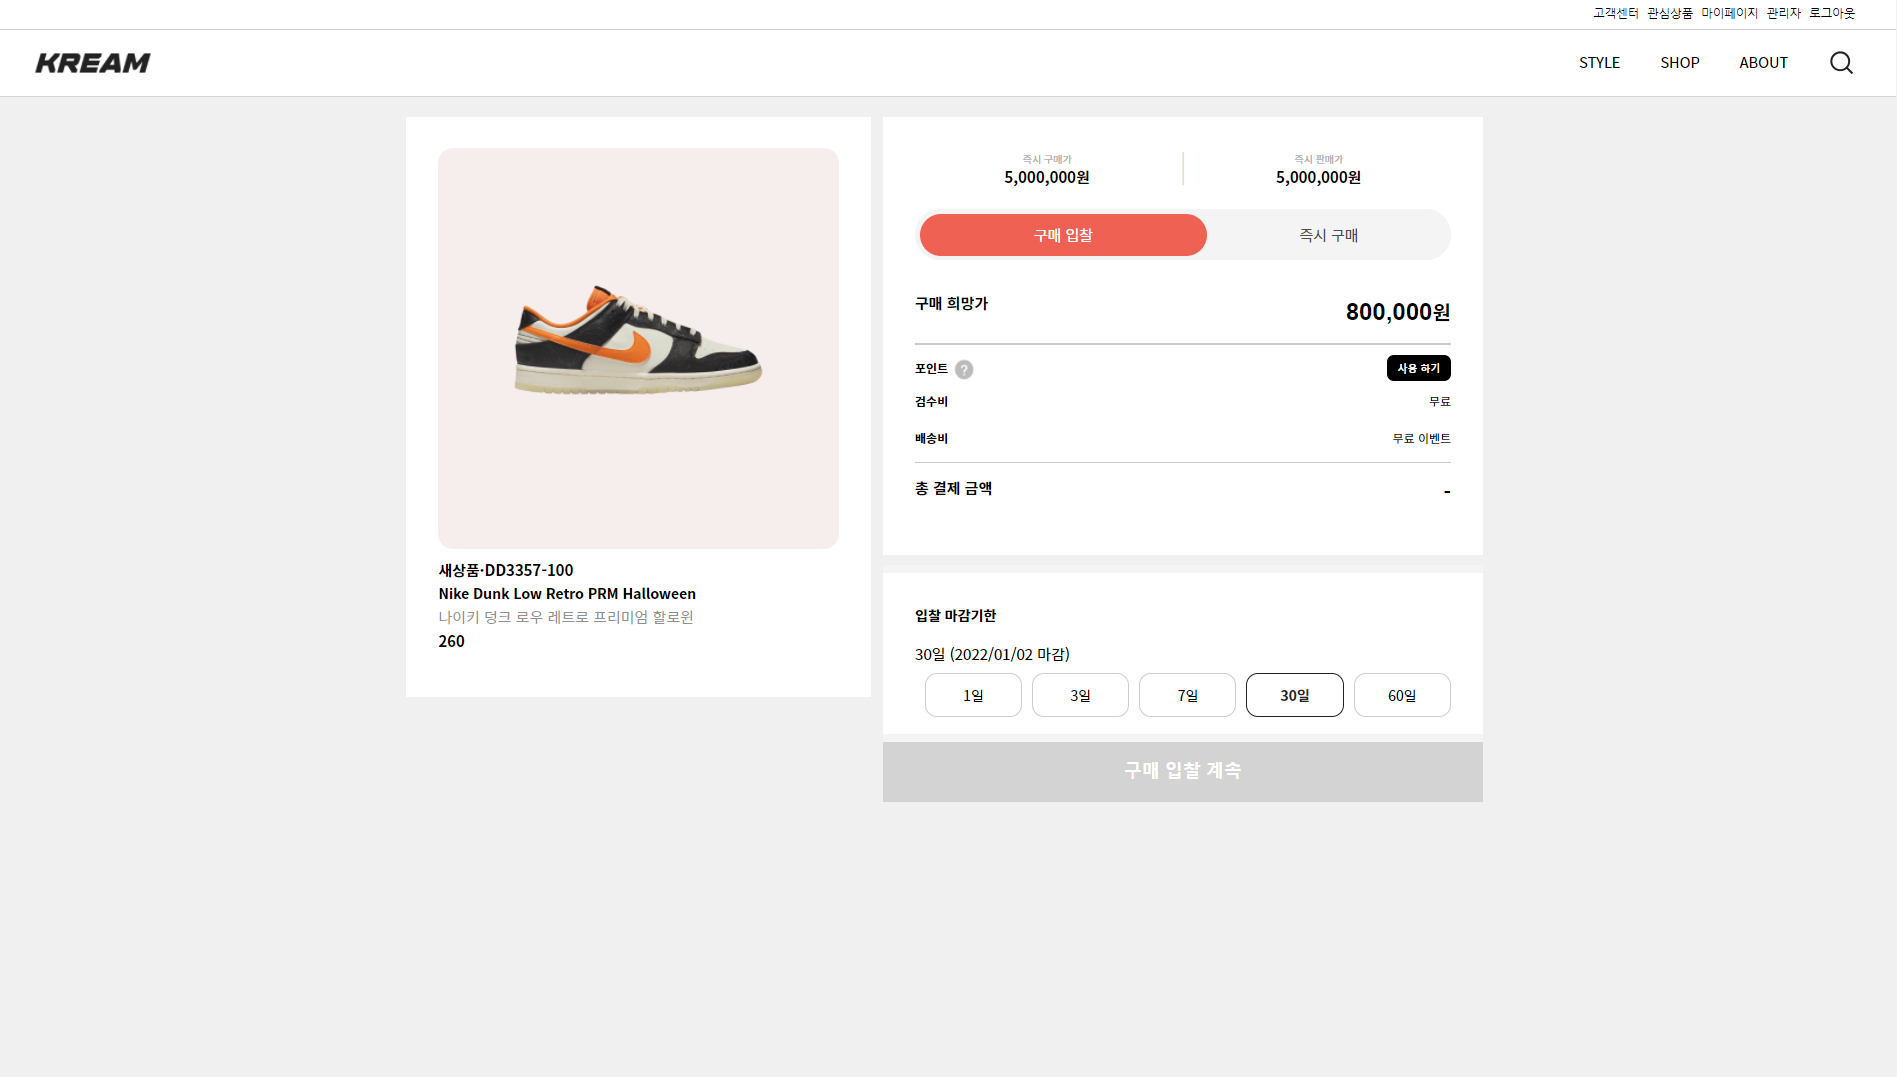 고객센터 관심상품 마이페이지 관리자 로그아웃
KREAM
STYLE SHOP ABOUT
즉시 구매가 즉시 판매가
5,000,000원 5,000,000원
구매 입찰 즉시 구매
구매 희망가 800,000원
포인트 ? 사용 하기
검수비 무료
배송비 무료 이벤트
총 결제 금액 -
새상품·DD3357-100
Nike Dunk Low Retro PRM Halloween
나이키 덩크 로우 레트로 프리미엄 할로윈
260
입찰 마감기한
30일 (2022/01/02 마감)
1일 3일 7일 30일 60일
구매 입찰 계속